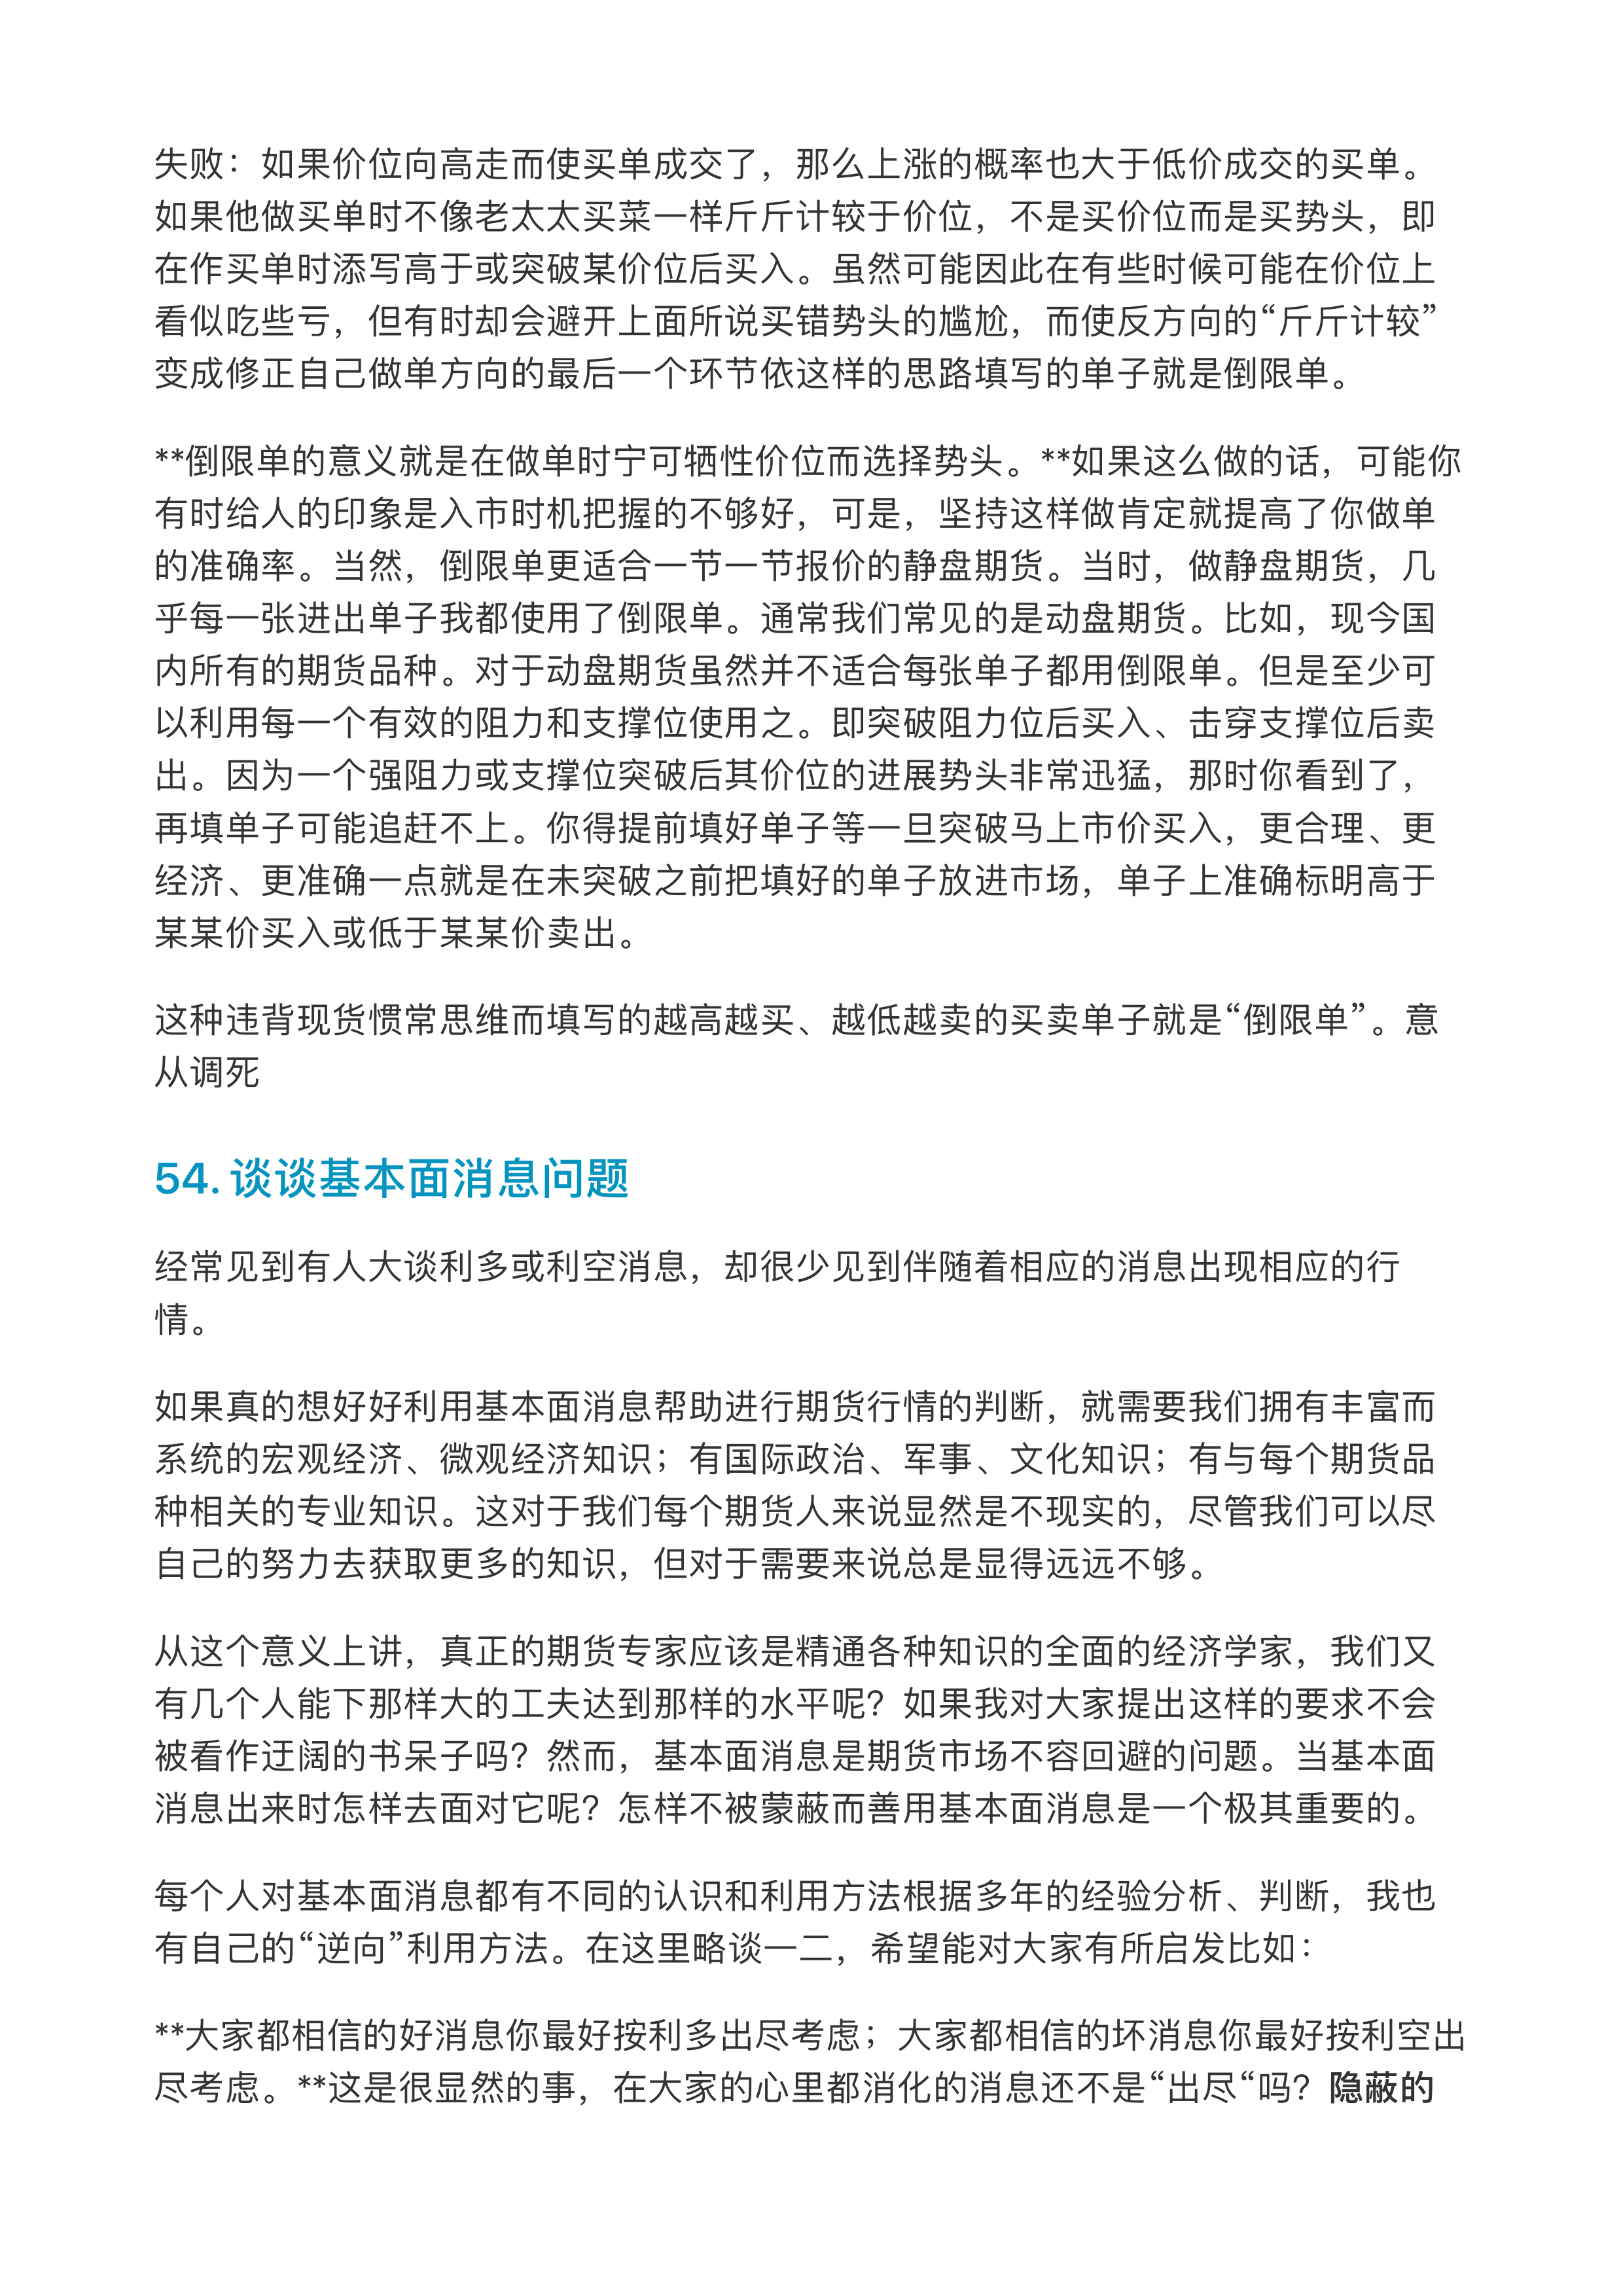 失败：如果价位向高走而使买单成交了，那么上涨的概率也大于低价成交的买单。
如果他做买单时不像老太太买菜一样斤斤计较于价位，不是买价位而是买势头，即
在作买单时添写高于或突破某价位后买入。虽然可能因此在有些时候可能在价位上
看似吃些亏，但有时却会避开上面所说买错势头的尴尬，而使反方向的“斤斤计较”
变成修正自己做单方向的最后一个环节依这样的思路填写的单子就是倒限单。
**倒限单的意义就是在做单时宁可牺性价位而选择势头。**如果这么做的话，可能你
有时给人的印象是入市时机把握的不够好，可是，坚持这样做肯定就提高了你做单
的准确率。当然，倒限单更适合一节一节报价的静盘期货。当时，做静盘期货，几
乎每一张进出单子我都使用了倒限单。通常我们常见的是动盘期货。比如，现今国
内所有的期货品种。对于动盘期货虽然并不适合每张单子都用倒限单。但是至少可
以利用每一个有效的阻力和支撑位使用之。即突破阻力位后买入、击穿支撑位后卖
出。因为一个强阻力或支撑位突破后其价位的进展势头非常迅猛，那时你看到了，
再填单子可能追赶不上。你得提前填好单子等一旦突破马上市价买入，更合理、更
经济、更准确一点就是在未突破之前把填好的单子放进市场，单子上准确标明高于
某某价买入或低于某某价卖出。
这种违背现货惯常思维而填写的越高越买、越低越卖的买卖单子就是“倒限单”。意
从调死
54. 谈谈基本面消息问题
经常见到有人大谈利多或利空消息，却很少见到伴随着相应的消息出现相应的行
情。
如果真的想好好利用基本面消息帮助进行期货行情的判断，就需要我们拥有丰富而
系统的宏观经济、微观经济知识；有国际政治、军事、文化知识；有与每个期货品
种相关的专业知识。这对于我们每个期货人来说显然是不现实的，尽管我们可以尽
自己的努力去获取更多的知识，但对于需要来说总是显得远远不够。
从这个意义上讲，真正的期货专家应该是精通各种知识的全面的经济学家，我们又
有几个人能下那样大的工夫达到那样的水平呢？如果我对大家提出这样的要求不会
被看作迂阔的书呆子吗？然而，基本面消息是期货市场不容回避的问题。当基本面
消息出来时怎样去面对它呢？怎样不被蒙蔽而善用基本面消息是一个极其重要的。
每个人对基本面消息都有不同的认识和利用方法根据多年的经验分析、判断，我也
有自己的“逆向”利用方法。在这里略谈一二，希望能对大家有所启发比如：
**大家都相信的好消息你最好按利多出尽考虑；大家都相信的坏消息你最好按利空出
尽考虑。**这是很显然的事，在大家的心里都消化的消息还不是“出尽“吗？隐蔽的